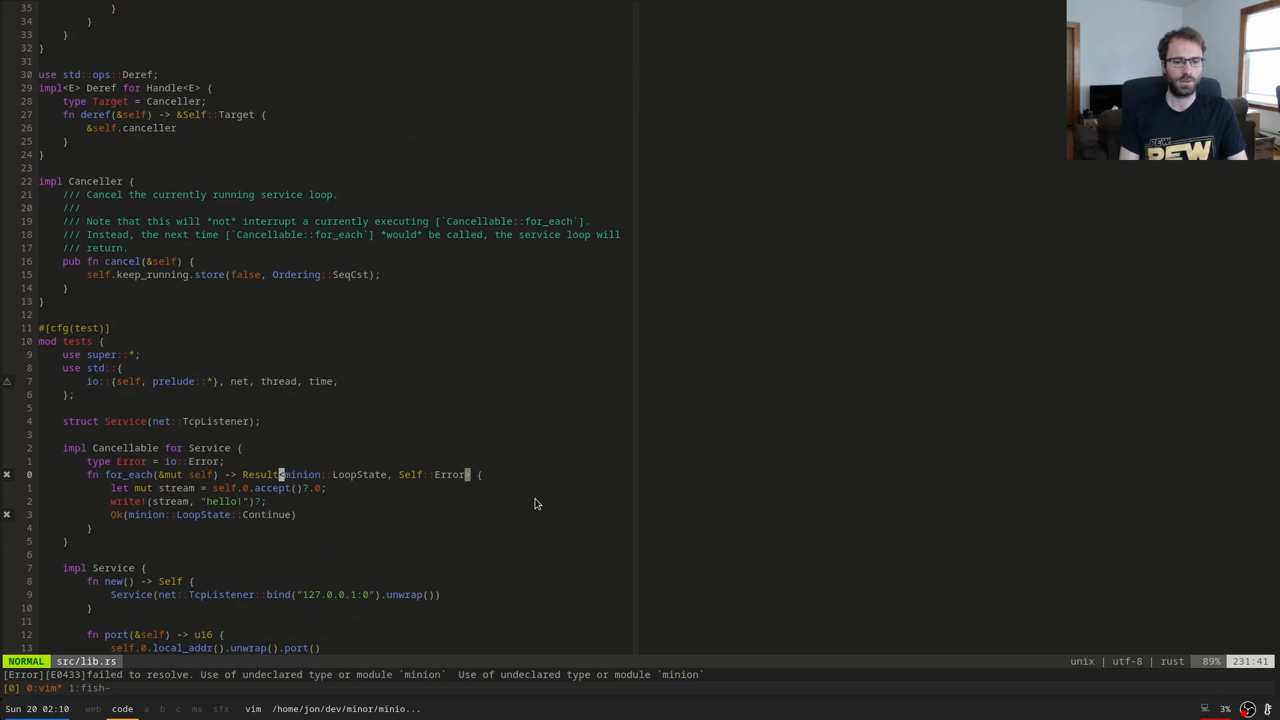 35             }
34         }
33     }
32 }
31
30 use std::ops::Deref;
29 impl<E> Deref for Handle<E> {
28     type Target = Canceller;
27     fn deref(&self) -> &Self::Target {
26         &self.canceller
25     }
24 }
23
22 impl Canceller {
21     /// Cancel the currently running service loop.
20     ///
19     /// Note that this will *not* interrupt a currently executing [`Cancellable::for_each`].
18     /// Instead, the next time [`Cancellable::for_each`] *would* be called, the service loop will
17     /// return.
16     pub fn cancel(&self) {
15         self.keep_running.store(false, Ordering::SeqCst);
14     }
13 }
12
11 #[cfg(test)]
10 mod tests {
9     use super::*;
8     use std::{
⚠ 7         io::{self, prelude::*}, net, thread, time,
6     };
5
4     struct Service(net::TcpListener);
3
2     impl Cancellable for Service {
1         type Error = io::Error;
✖ 0         fn for_each(&mut self) -> Result<minion::LoopState, Self::Error> {
1             let mut stream = self.0.accept()?.0;
2             write!(stream, "hello!")?;
✖ 3             Ok(minion::LoopState::Continue)
4         }
5     }
6
7     impl Service {
8         fn new() -> Self {
9             Service(net::TcpListener::bind("127.0.0.1:0").unwrap())
10         }
11
12         fn port(&self) -> u16 {
13             self.0.local_addr().unwrap().port()
NORMAL src/lib.rs unix | utf-8 | rust 89% 231:41
[Error][E0433]failed to resolve. Use of undeclared type or module `minion`  Use of undeclared type or module `minion`
[0] 0:vim* 1:fish-
Sun 20 02:10 web code a b c mx sfx vim /home/jon/dev/minor/minio... 3%
PEW
PEW